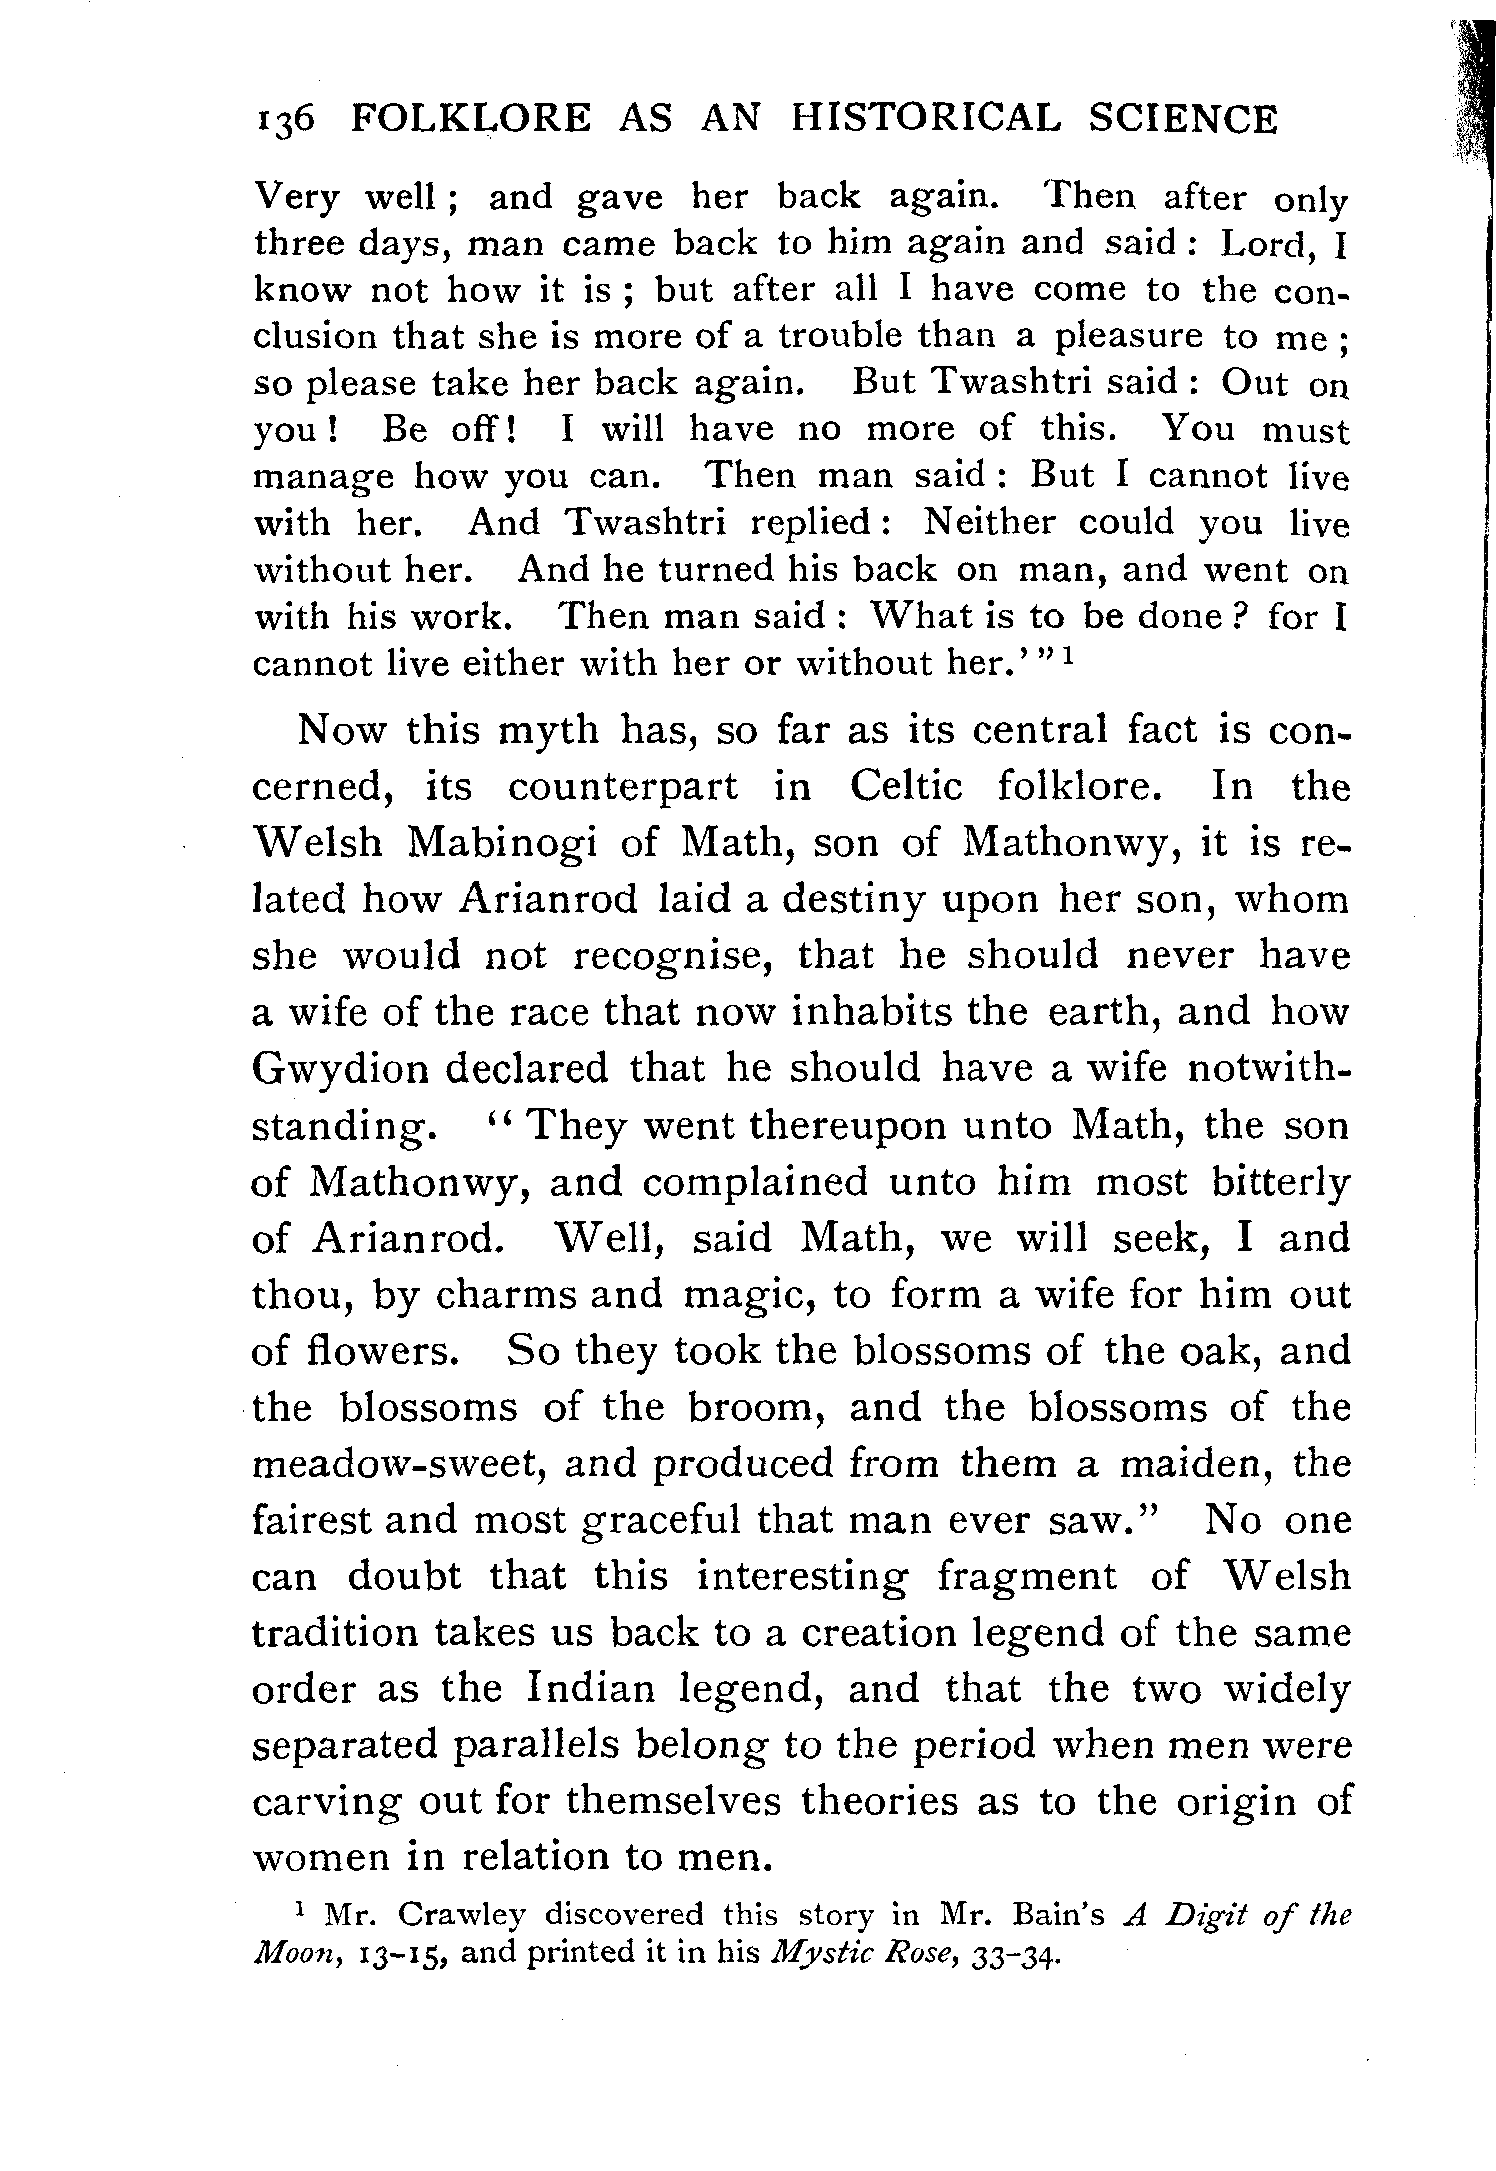 136 FOLKLORE AS AN HISTORICAL SCIENCE
Very well ; and gave her back again. Then after only
three days, man came back to him again and said : Lord, I
know not how it is ; but after all I have come to the con-
clusion that she is more of a trouble than a pleasure to me ;
so please take her back again. But Twashtri said : Out on
you ! Be off! I will have no more of this. You must
manage how you can. Then man said : But I cannot live
with her. And Twashtri replied : Neither could you live
without her. And he turned his back on man, and went on
with his work. Then man said : What is to be done ? for I
cannot live either with her or without her.' " 1
Now this myth has, so far as its central fact is con-
cerned, its counterpart in Celtic folklore. In the
Welsh Mabinogi of Math, son of Mathonwy, it is re-
lated how Arianrod laid a destiny upon her son, whom
she would not recognise, that he should never have
a wife of the race that now inhabits the earth, and how
Gwydion declared that he should have a wife notwith-
standing. " They went thereupon unto Math, the son
of Mathonwy, and complained unto him most bitterly
of Arianrod. Well, said Math, we will seek, I and
thou, by charms and magic, to form a wife for him out
of flowers. So they took the blossoms of the oak, and
the blossoms of the broom, and the blossoms of the
meadow-sweet, and produced from them a maiden, the
fairest and most graceful that man ever saw." No one
can doubt that this interesting fragment of Welsh
tradition takes us back to a creation legend of the same
order as the Indian legend, and that the two widely
separated parallels belong to the period when men were
carving out for themselves theories as to the origin of
women in relation to men.
1 Mr. Crawley discovered this story in Mr. Bain's A Digit of the
Moon, 13-15, and printed it in his Mystic Rose, 33-34.